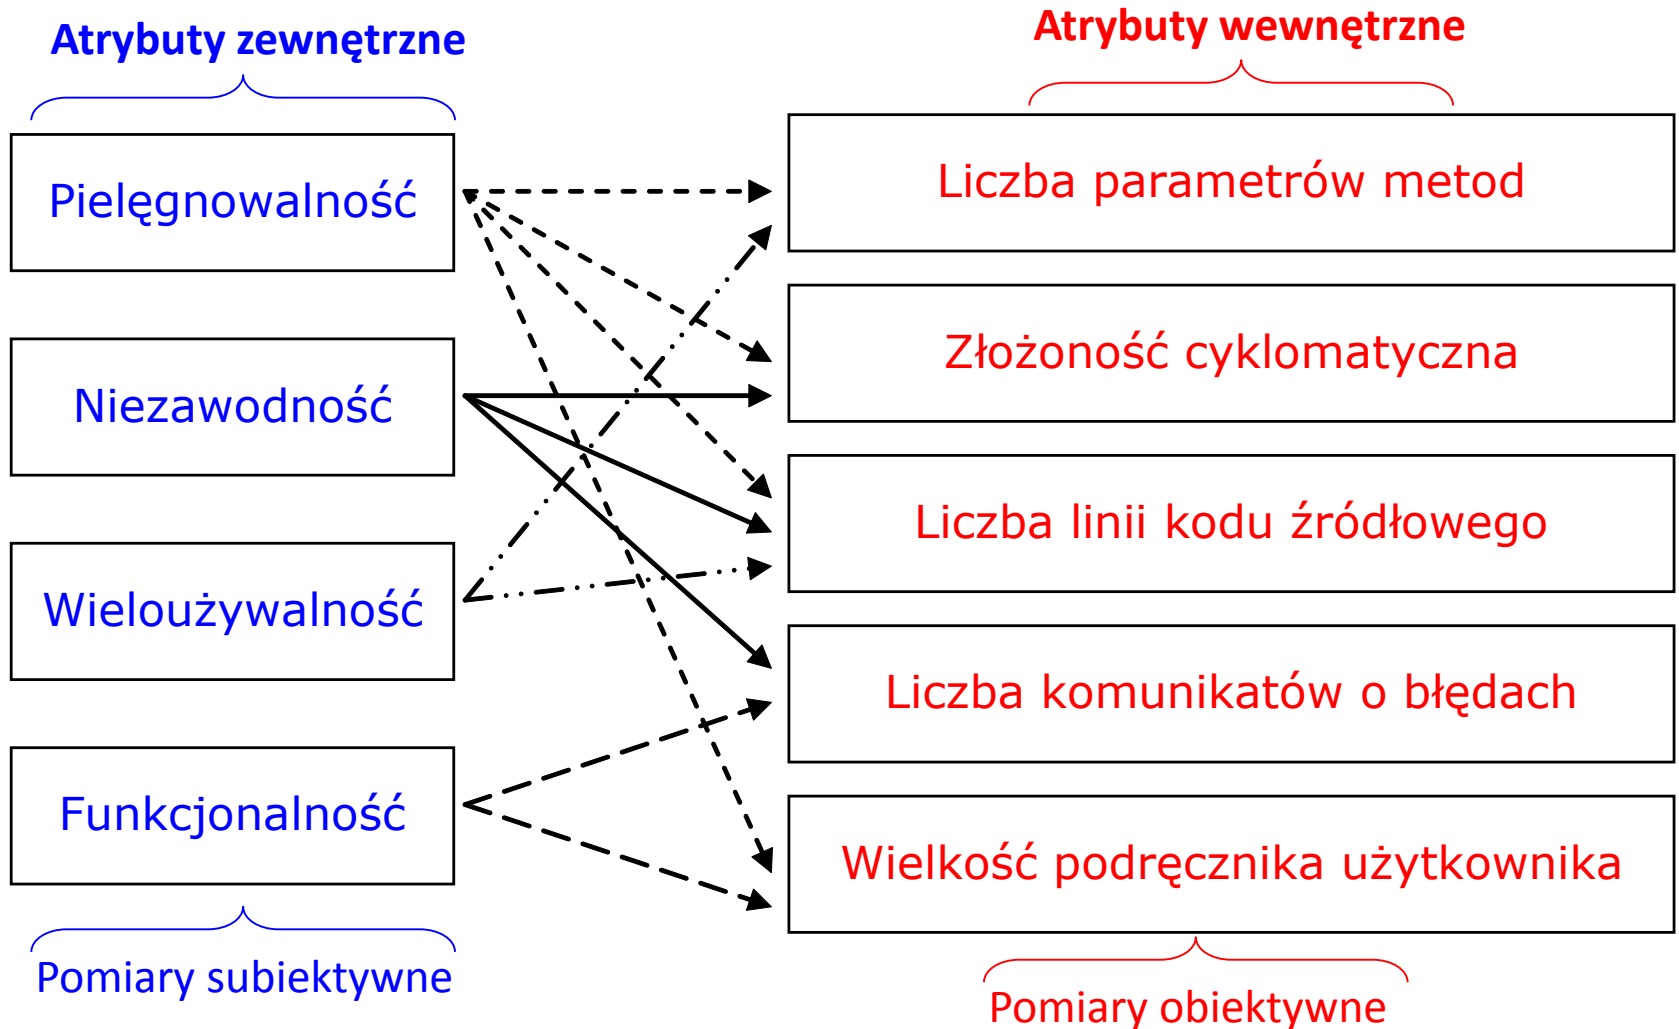 Atrybuty zewnętrzne
Pielęgnowalność
Niezawodność
Wieloużywalność
Funkcjonalność
Pomiary subiektywne
Atrybuty wewnętrzne
Liczba parametrów metod
Złożoność cyklomatyczna
Liczba linii kodu źródłowego
Liczba komunikatów o błędach
Wielkość podręcznika użytkownika
Pomiary obiektywne